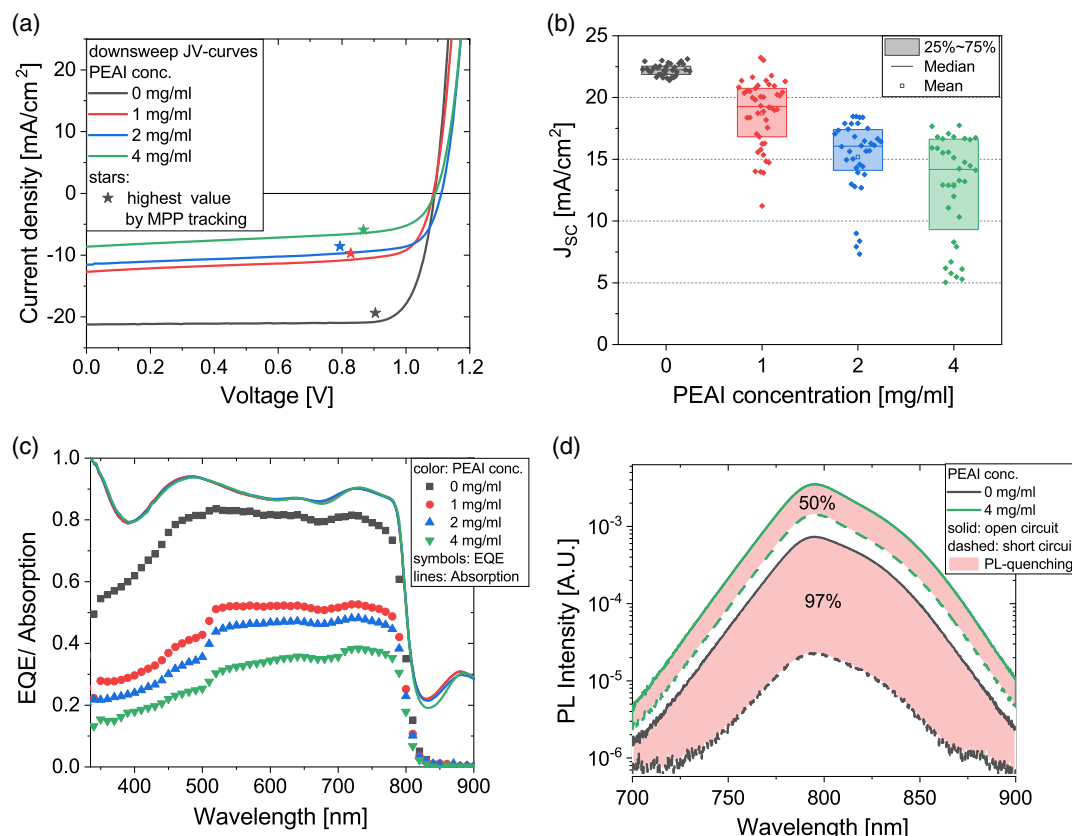 (a)
downsweep JV-curves
PEAI conc.
0 mg/ml
1 mg/ml
2 mg/ml
4 mg/ml
stars:
highest value
by MPP tracking
20
10
0
-10
-20
Current density [mA/cm²]
0.0 0.2 0.4 0.6 0.8 1.0 1.2
Voltage [V]
(b)
25%~75%
Median
Mean
25
20
15
10
5
0
J_SC [mA/cm²]
0 1 2 4
PEAI concentration [mg/ml]
(c)
color: PEAI conc.
0 mg/ml
1 mg/ml
2 mg/ml
4 mg/ml
symbols: EQE
lines: Absorption
1.0
0.8
0.6
0.4
0.2
0.0
EQE/ Absorption
400 500 600 700 800 900
Wavelength [nm]
(d)
PEAI conc.
0 mg/ml
4 mg/ml
solid: open circuit
dashed: short circuit
PL-quenching
50%
97%
10⁻³
10⁻⁴
10⁻⁵
10⁻⁶
PL Intensity [A.U.]
700 750 800 850 900
Wavelength [nm]